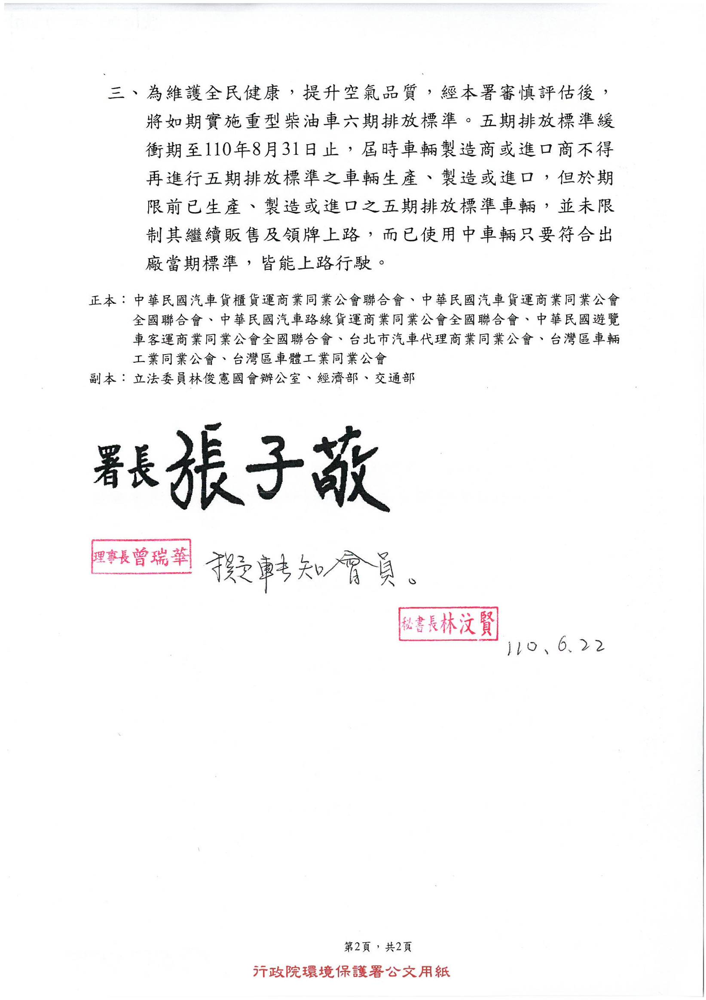 三、為維護全民健康，提升空氣品質，經本署審慎評估後，
將如期實施重型柴油車六期排放標準。五期排放標準緩
衝期至110年8月31日止，屆時車輛製造商或進口商不得
再進行五期排放標準之車輛生產、製造或進口，但於期
限前已生產、製造或進口之五期排放標準車輛，並未限
制其繼續販售及領牌上路，而已使用中車輛只要符合出
廠當期標準，皆能上路行駛。
正本：中華民國汽車貨櫃貨運商業同業公會聯合會、中華民國汽車貨運商業同業公會
全國聯合會、中華民國汽車路線貨運商業同業公會全國聯合會、中華民國遊覽
車客運商業同業公會全國聯合會、台北市汽車代理商業同業公會、台灣區車輛
工業同業公會、台灣區車體工業同業公會
副本：立法委員林俊憲國會辦公室、經濟部、交通部
署長張子敬
理事長曾瑞華 擬轉知會員。
秘書長林汶賢
110、6、22
第2頁，共2頁
行政院環境保護署公文用紙